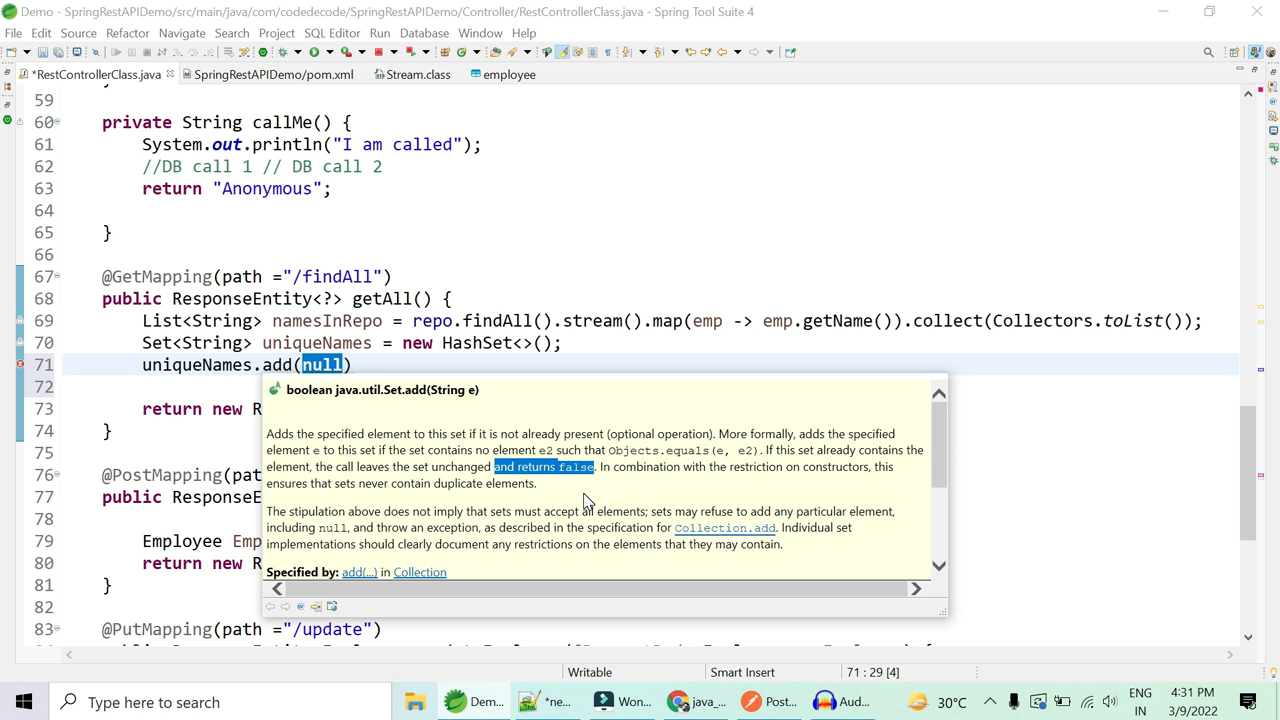 Demo/src/main/java/com/codedecode/SpringRestAPIDemo/Controller/RestControllerClass.java - Spring Tool Suite 4
File Edit Source Refactor Navigate Search Project SQL Editor Run Database Window Help
*RestControllerClass.java SpringRestAPIDemo/pom.xml Stream.class employee
59
60 private String callMe() {
61 System.out.println("I am called");
62 //DB call 1 // DB call 2
63 return "Anonymous";
64
65 }
66
67 @GetMapping(path ="/findAll")
68 public ResponseEntity<?> getAll() {
69 List<String> namesInRepo = repo.findAll().stream().map(emp -> emp.getName()).collect(Collectors.toList());
70 Set<String> uniqueNames = new HashSet<>();
71 uniqueNames.add(null)
72
73 return new R
74 }
75
76 @PostMapping(pat
77 public ResponseE
78
79 Employee Emp
80 return new R
81 }
82
83 @PutMapping(path ="/update")
boolean java.util.Set.add(String e)
Adds the specified element to this set if it is not already present (optional operation). More formally, adds the specified
element e to this set if the set contains no element e2 such that Objects.equals(e, e2). If this set already contains the
element, the call leaves the set unchanged and returns false. In combination with the restriction on constructors, this
ensures that sets never contain duplicate elements.
The stipulation above does not imply that sets must accept all elements; sets may refuse to add any particular element,
including null, and throw an exception, as described in the specification for Collection.add. Individual set
implementations should clearly document any restrictions on the elements that they may contain.
Specified by: add(...) in Collection
Writable Smart Insert 71 : 29 [4]
Type here to search Dem... *ne... Won... java_... Post... Aud... 30°C ENG IN 4:31 PM 3/9/2022